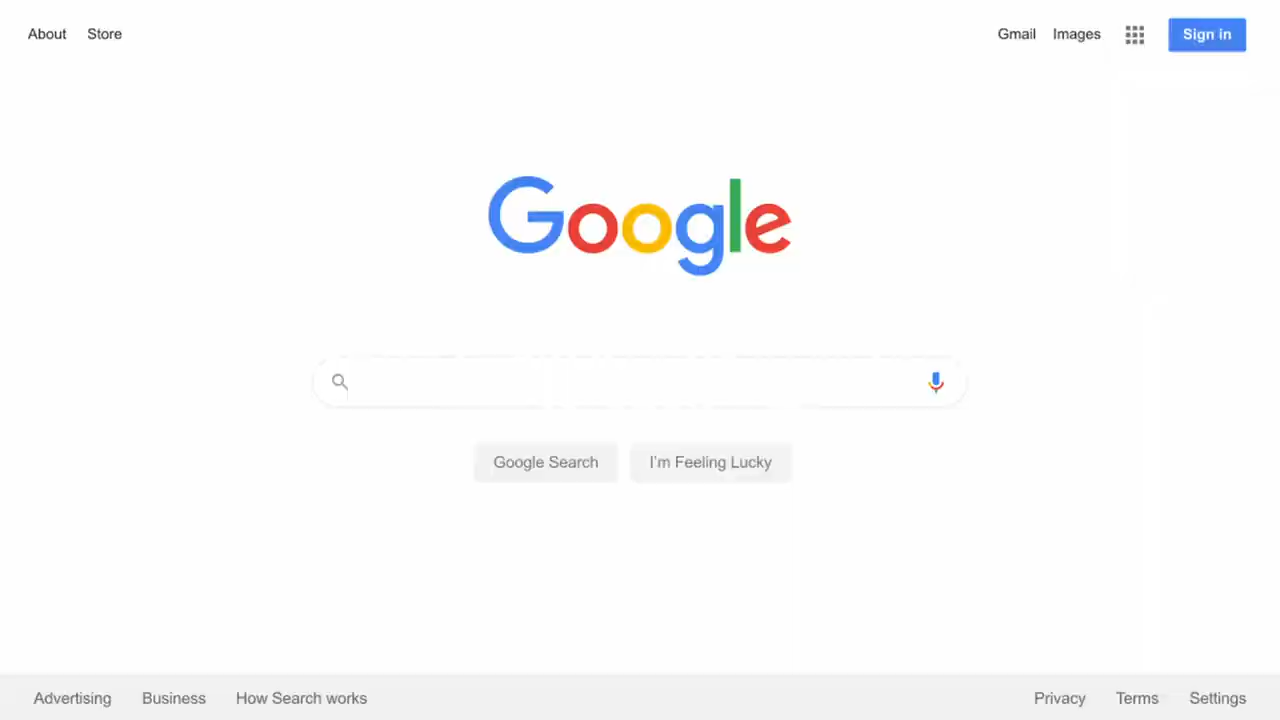 About Store Gmail Images Sign in
Google
Google Search I'm Feeling Lucky
Advertising Business How Search works Privacy Terms Settings